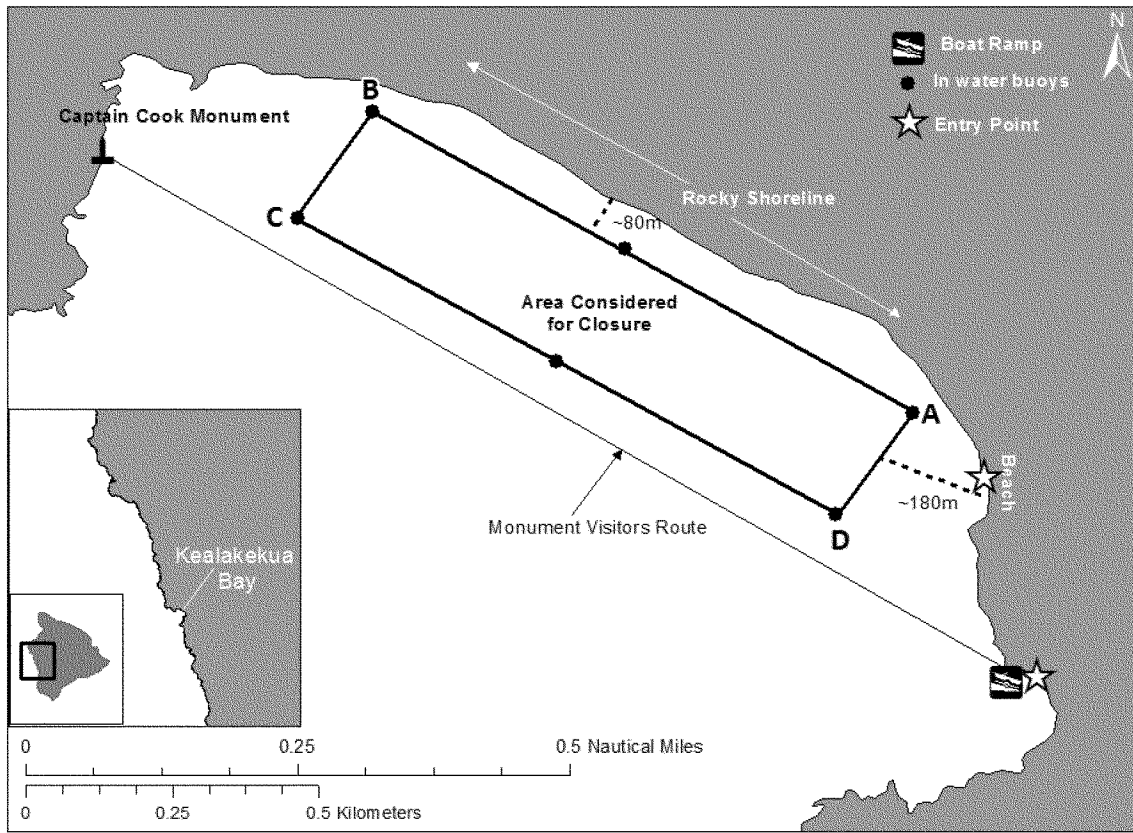 N
Boat Ramp
In water buoys
Entry Point
B
Captain Cook Monument
Rocky Shoreline
C
~80m
Area Considered
for Closure
A
Beach
~180m
D
Monument Visitors Route
Kealakekua
Bay
0 0.25 0.5 Nautical Miles
0 0.25 0.5 Kilometers